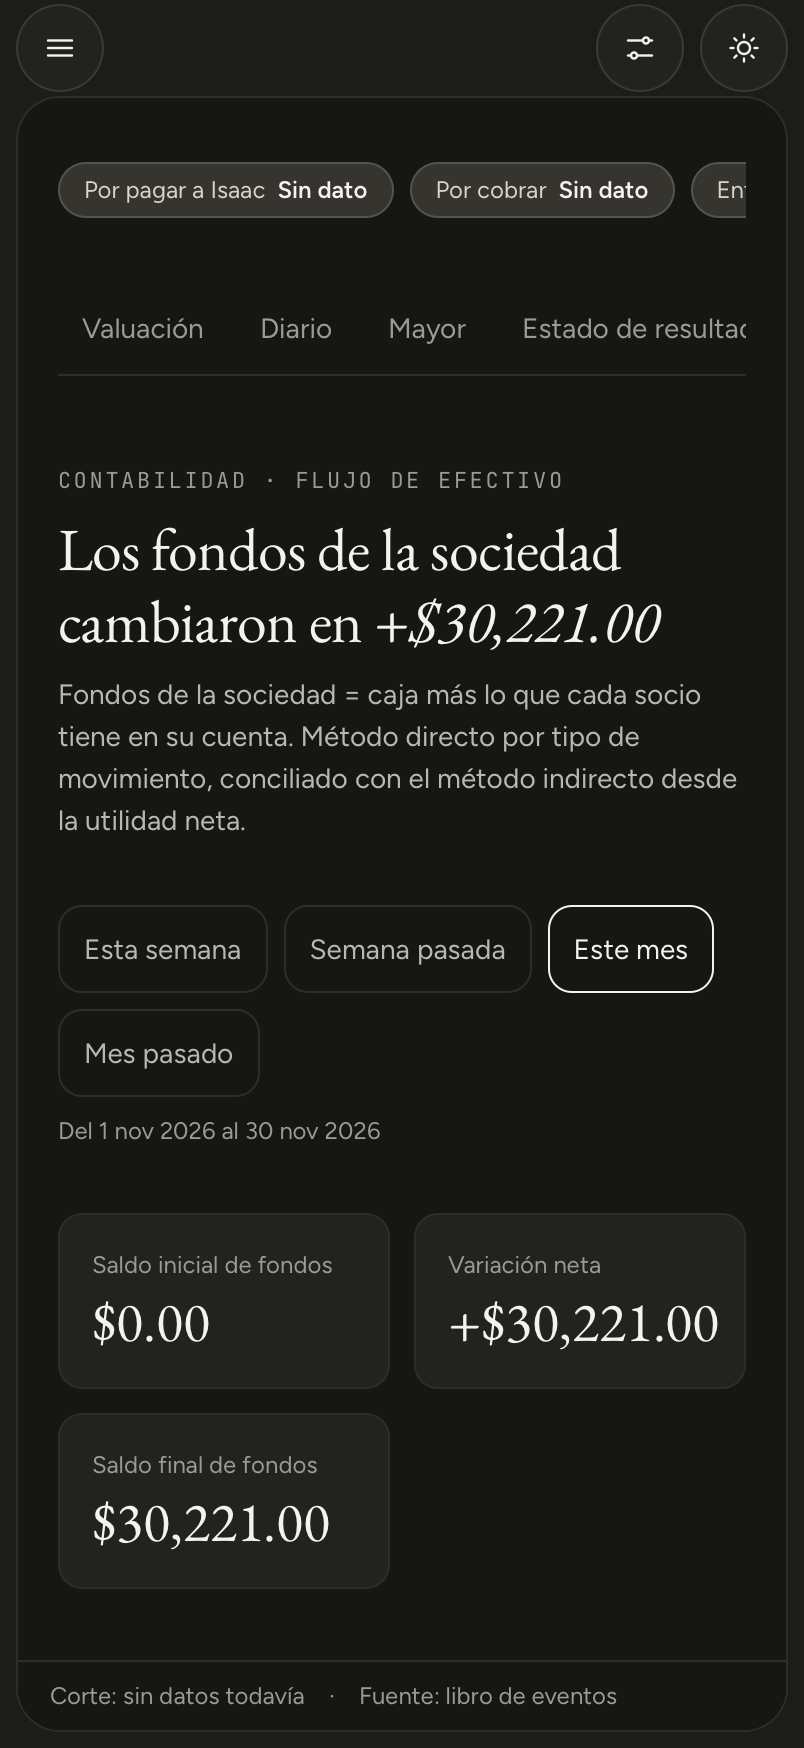 Por pagar a Isaac Sin dato
Por cobrar Sin dato
Valuación
Diario
Mayor
Estado de
CONTABILIDAD · FLUJO DE EFECTIVO
Los fondos de la sociedad
cambiaron en +$30,221.00
Fondos de la sociedad = caja más lo que cada socio
tiene en su cuenta. Método directo por tipo de
movimiento, conciliado con el método indirecto desde
la utilidad neta.
Esta semana
Semana pasada
Este mes
Mes pasado
Del 1 nov 2026 al 30 nov 2026
Saldo inicial de fondos
$0.00
Variación neta
+$30,221.00
Saldo final de fondos
$30,221.00
Corte: sin datos todavía · Fuente: libro de eventos